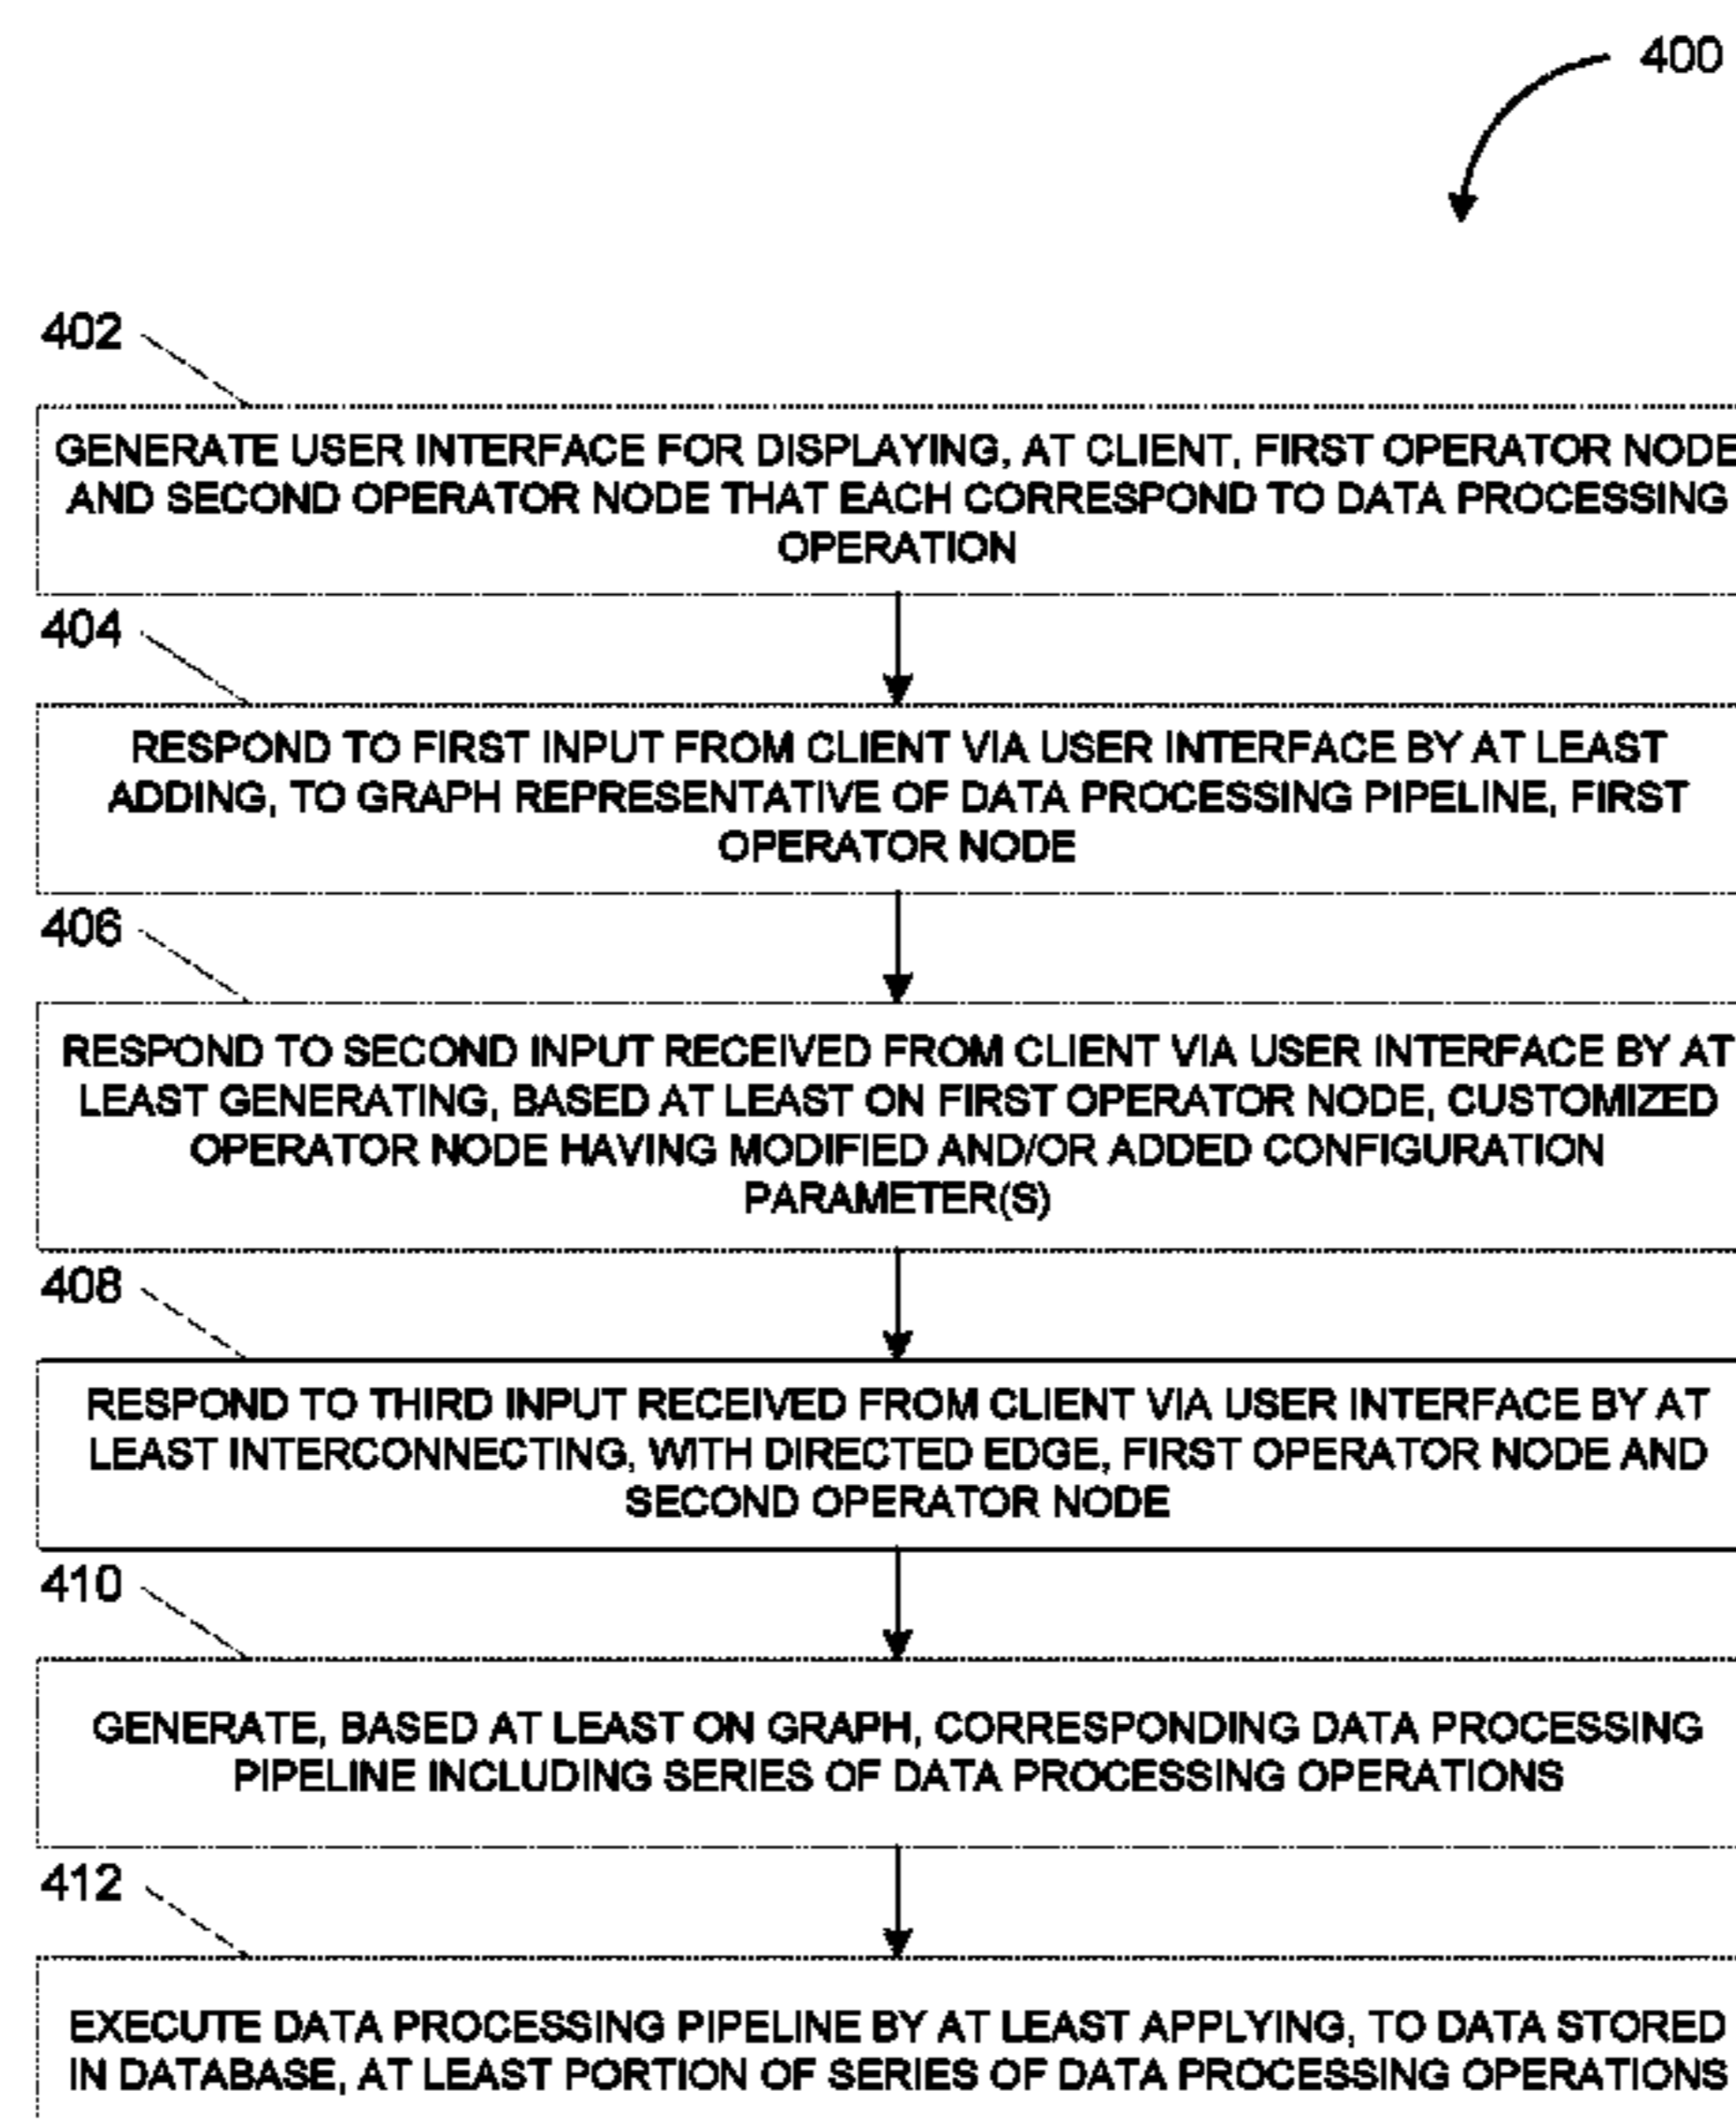 400
402
GENERATE USER INTERFACE FOR DISPLAYING, AT CLIENT, FIRST OPERATOR NODE
AND SECOND OPERATOR NODE THAT EACH CORRESPOND TO DATA PROCESSING
OPERATION
404
RESPOND TO FIRST INPUT FROM CLIENT VIA USER INTERFACE BY AT LEAST
ADDING, TO GRAPH REPRESENTATIVE OF DATA PROCESSING PIPELINE, FIRST
OPERATOR NODE
406
RESPOND TO SECOND INPUT RECEIVED FROM CLIENT VIA USER INTERFACE BY AT
LEAST GENERATING, BASED AT LEAST ON FIRST OPERATOR NODE, CUSTOMIZED
OPERATOR NODE HAVING MODIFIED AND/OR ADDED CONFIGURATION
PARAMETER(S)
408
RESPOND TO THIRD INPUT RECEIVED FROM CLIENT VIA USER INTERFACE BY AT
LEAST INTERCONNECTING, WITH DIRECTED EDGE, FIRST OPERATOR NODE AND
SECOND OPERATOR NODE
410
GENERATE, BASED AT LEAST ON GRAPH, CORRESPONDING DATA PROCESSING
PIPELINE INCLUDING SERIES OF DATA PROCESSING OPERATIONS
412
EXECUTE DATA PROCESSING PIPELINE BY AT LEAST APPLYING, TO DATA STORED
IN DATABASE, AT LEAST PORTION OF SERIES OF DATA PROCESSING OPERATIONS